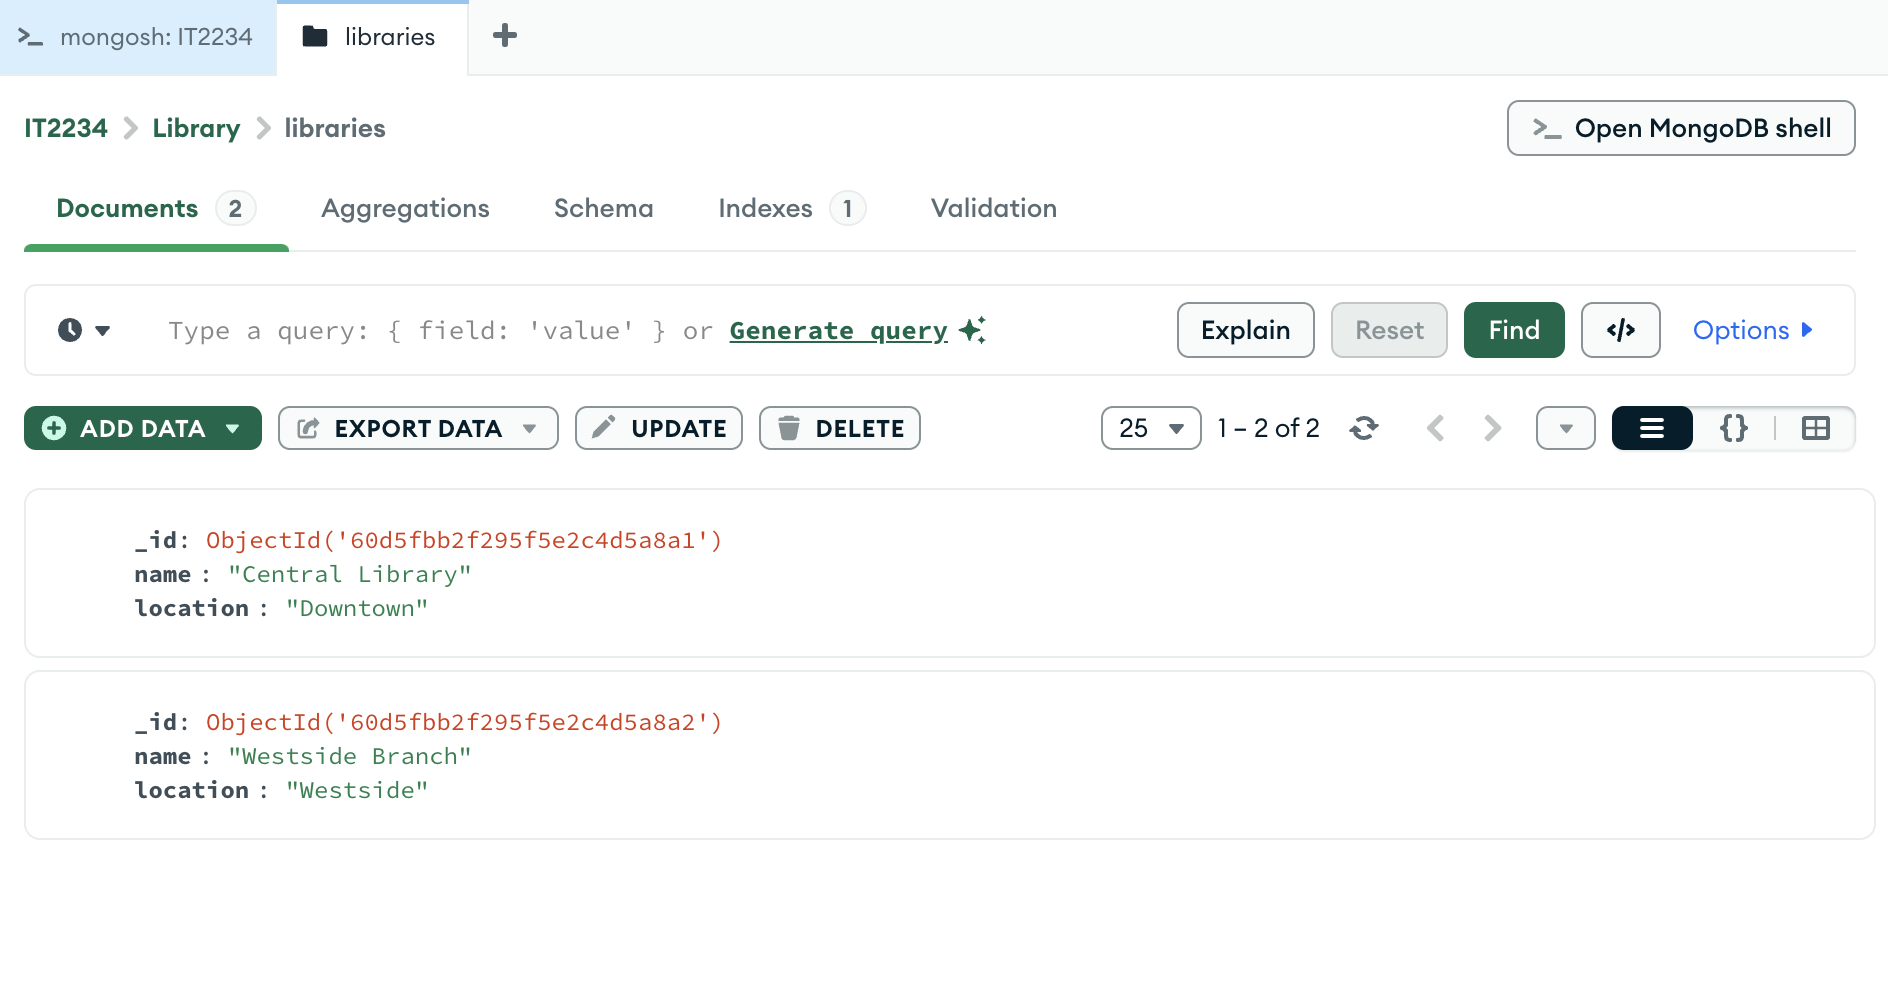 mongosh: IT2234
libraries
IT2234 > Library > libraries
Open MongoDB shell
Documents 2 Aggregations Schema Indexes 1 Validation
Type a query: { field: 'value' } or Generate query
Explain Reset Find </> Options
ADD DATA EXPORT DATA UPDATE DELETE 25 1 – 2 of 2 {}
_id: ObjectId('60d5fbb2f295f5e2c4d5a8a1')
name : "Central Library"
location : "Downtown"
_id: ObjectId('60d5fbb2f295f5e2c4d5a8a2')
name : "Westside Branch"
location : "Westside"